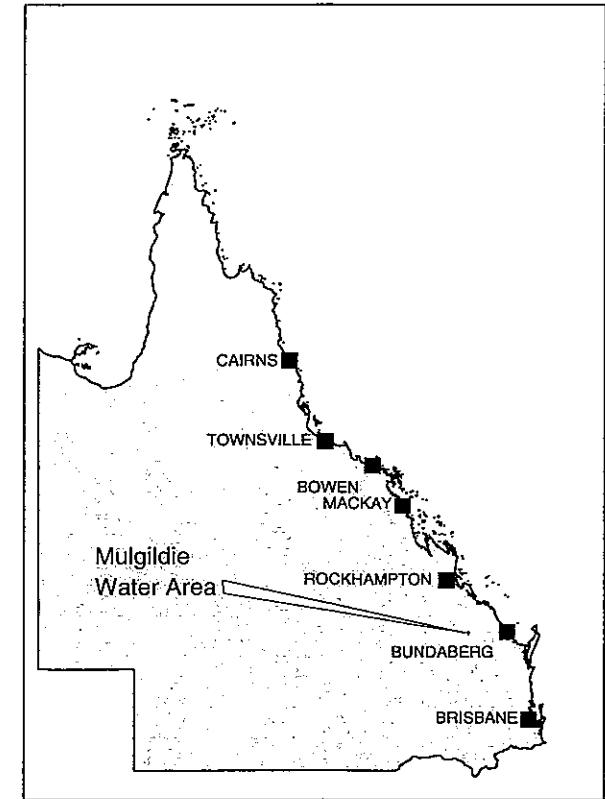 CAIRNS
TOWNSVILLE
BOWEN
MACKAY
Mulgildie
Water Area
ROCKHAMPTON
BUNDABERG
BRISBANE